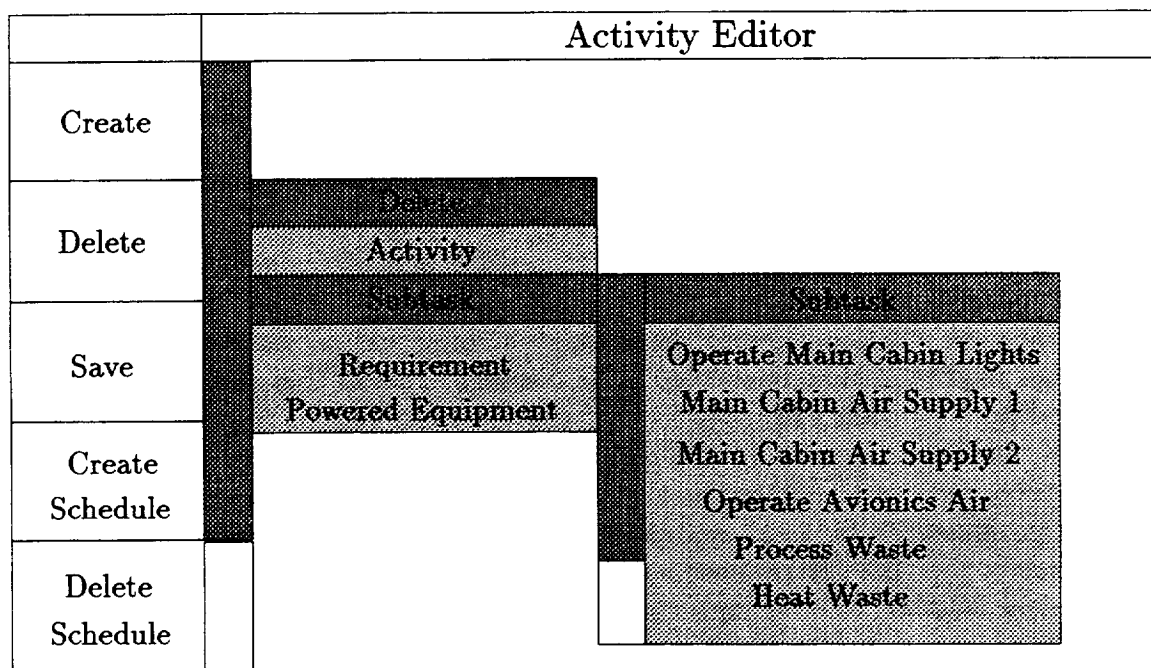 Activity Editor
Create
Delete
Save
Create
Schedule
Delete
Schedule
Delete
Activity
Subtask
Requirement
Powered Equipment
Subtask
Operate Main Cabin Lights
Main Cabin Air Supply 1
Main Cabin Air Supply 2
Operate Avionics Air
Process Waste
Heat Waste